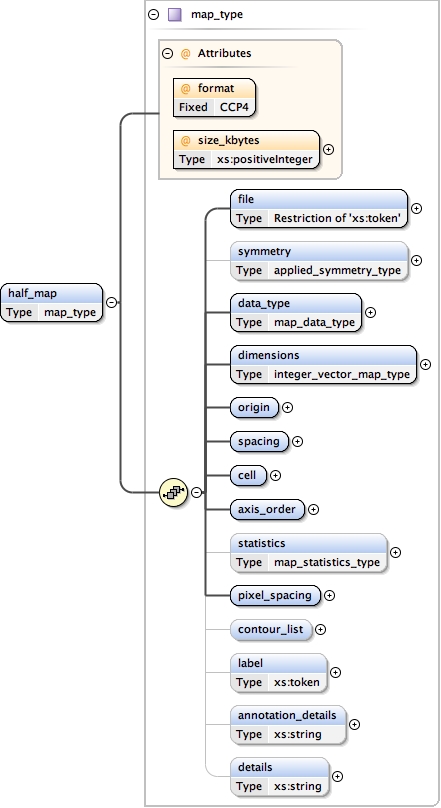 map_type
@ Attributes
@ format
Fixed CCP4
@ size_kbytes
Type xs:positiveInteger
file
Type Restriction of 'xs:token'
symmetry
Type applied_symmetry_type
half_map
Type map_type
data_type
Type map_data_type
dimensions
Type integer_vector_map_type
origin
spacing
cell
axis_order
statistics
Type map_statistics_type
pixel_spacing
contour_list
label
Type xs:token
annotation_details
Type xs:string
details
Type xs:string